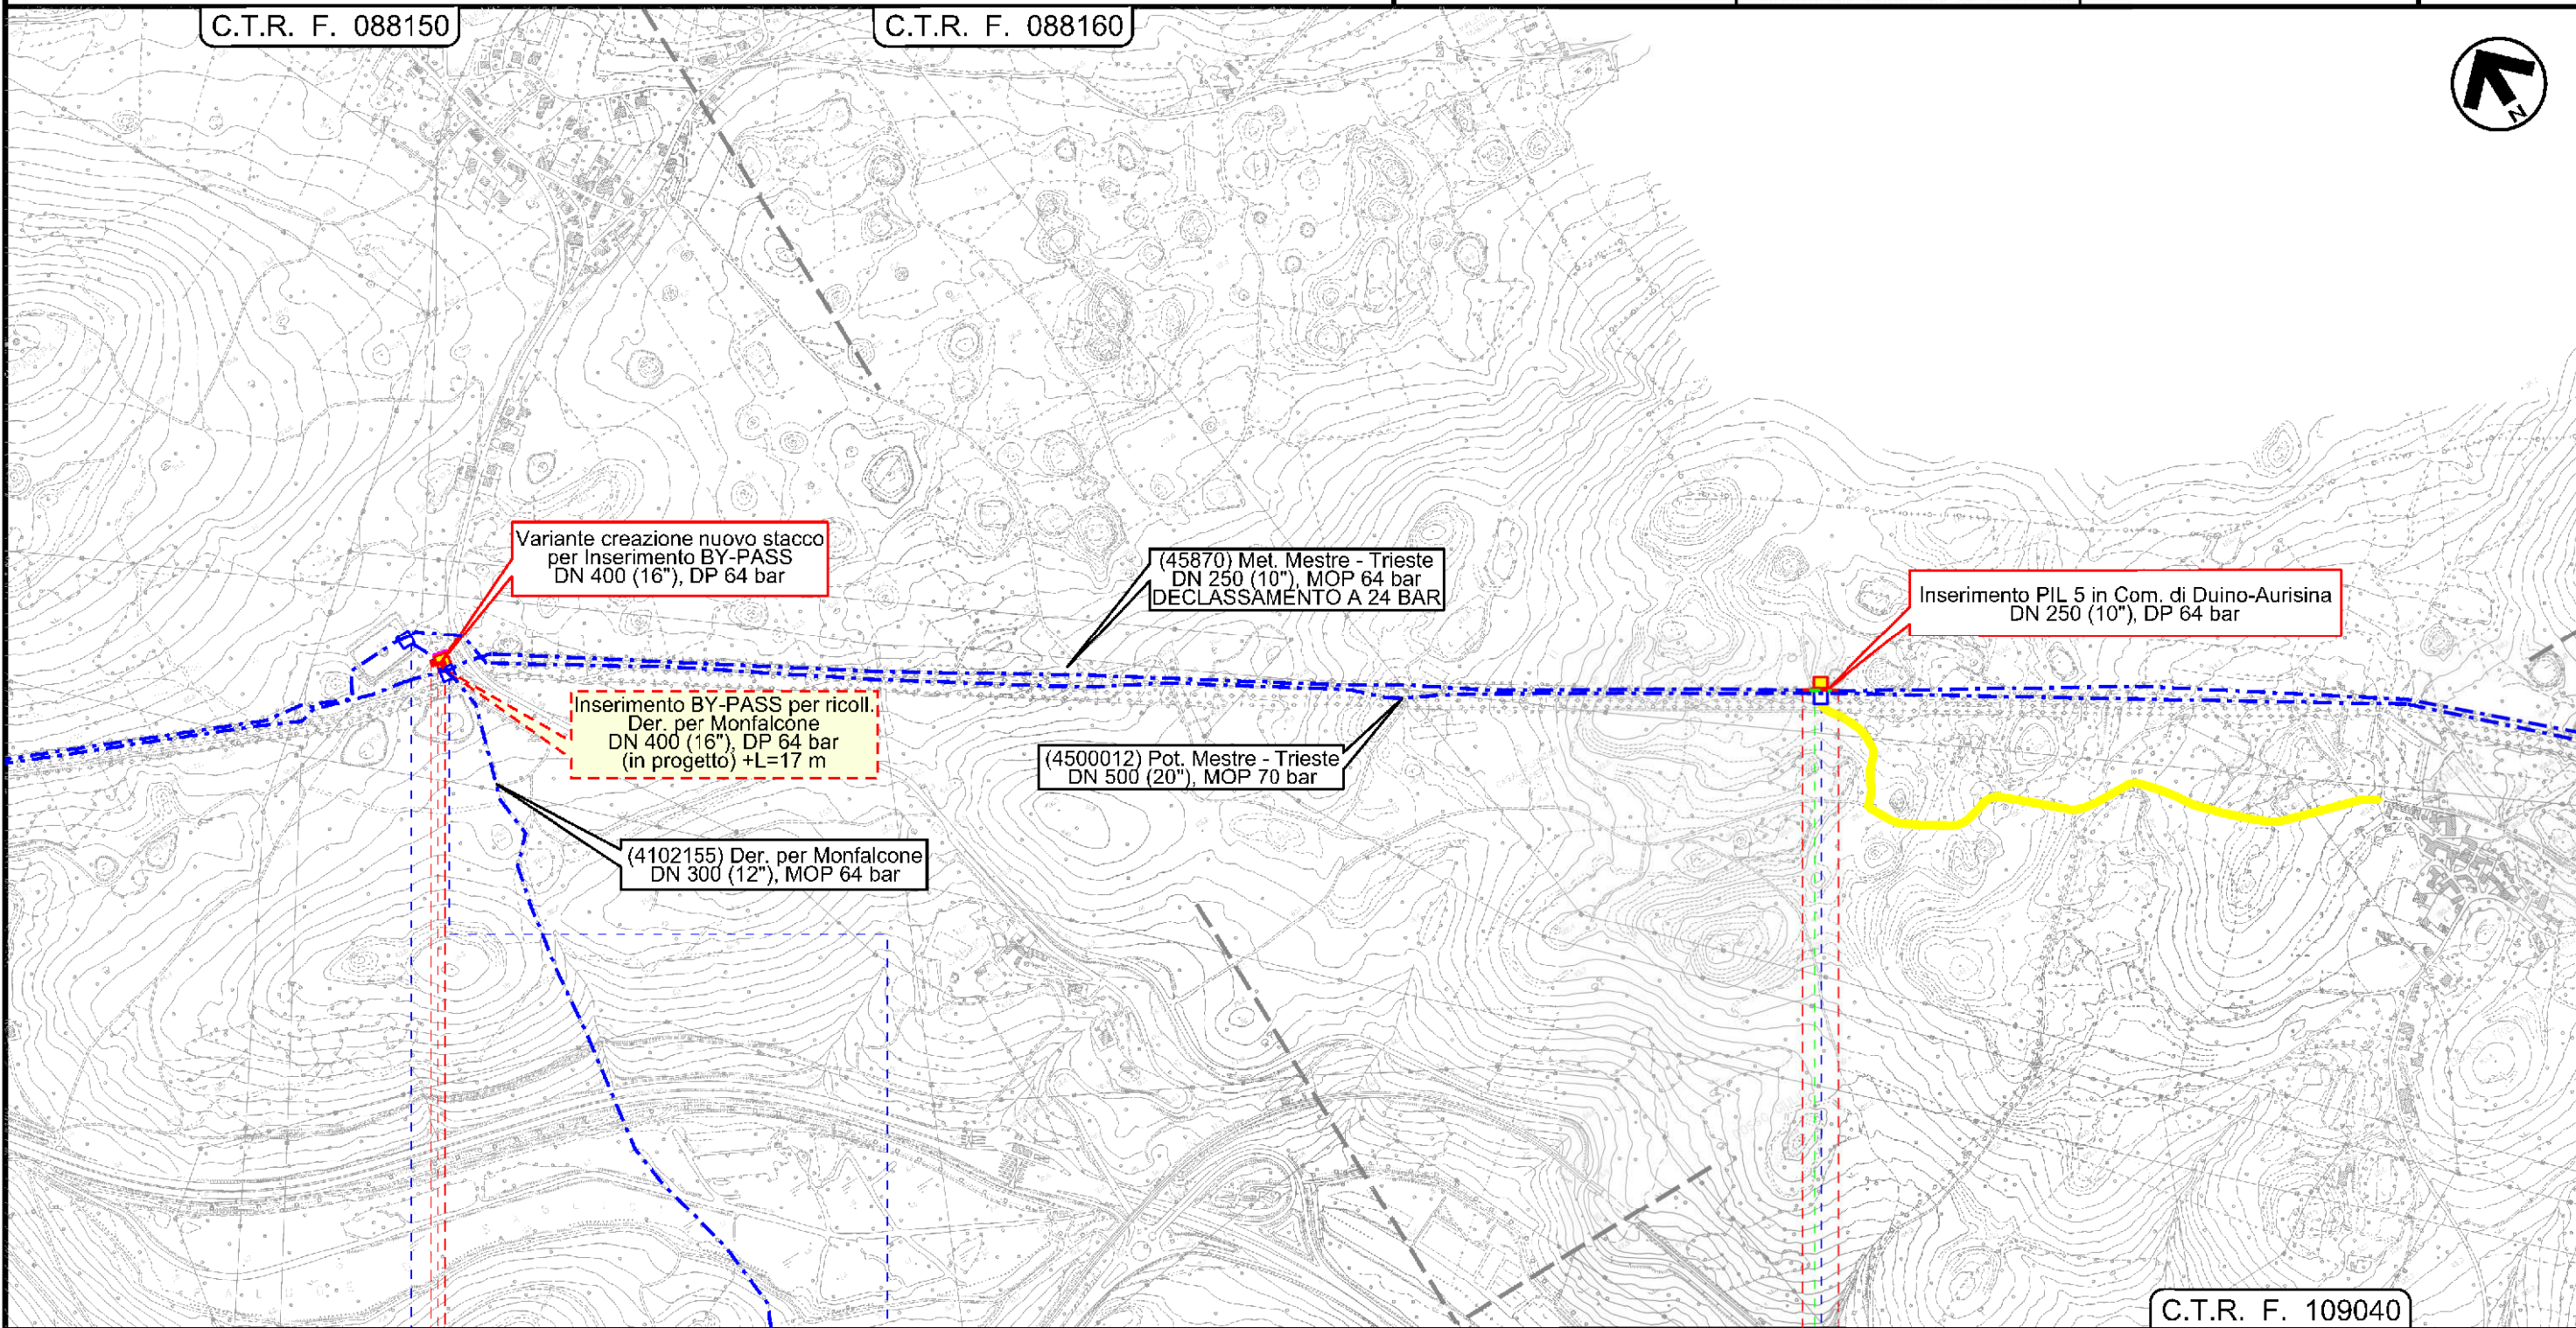 C.T.R. F. 088150
C.T.R. F. 088160
N
Variante creazione nuovo stacco
per Inserimento BY-PASS
DN 400 (16"), DP 64 bar
(45870) Met. Mestre - Trieste
DN 250 (10"), MOP 64 bar
DECLASSAMENTO A 24 BAR
Inserimento PIL 5 in Com. di Duino-Aurisina
DN 250 (10"), DP 64 bar
Inserimento BY-PASS per ricoll.
Der. per Monfalcone
DN 400 (16"), DP 64 bar
(in progetto) +L=17 m
(4500012) Pot. Mestre - Trieste
DN 500 (20"), MOP 70 bar
(4102155) Der. per Monfalcone
DN 300 (12"), MOP 64 bar
C.T.R. F. 109040